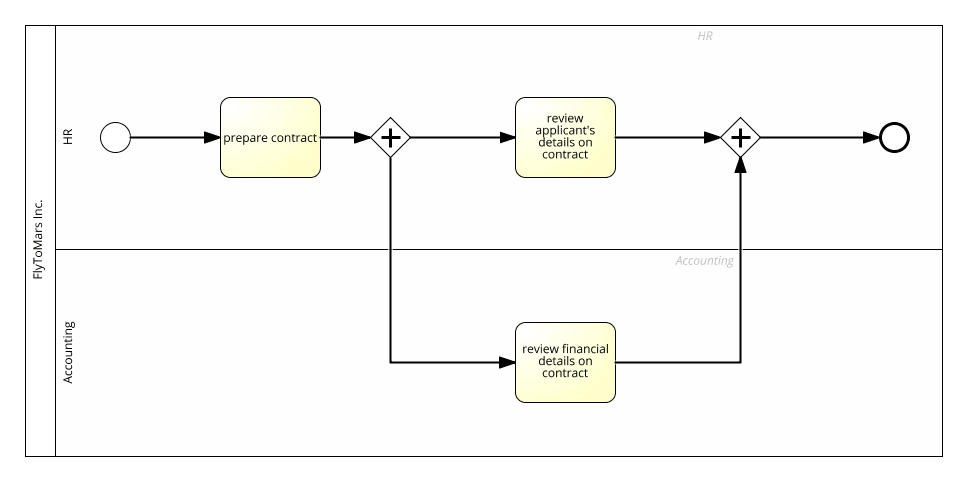 FlyToMars Inc.
HR
HR
prepare contract
review
applicant's
details on
contract
Accounting
Accounting
review financial
details on
contract